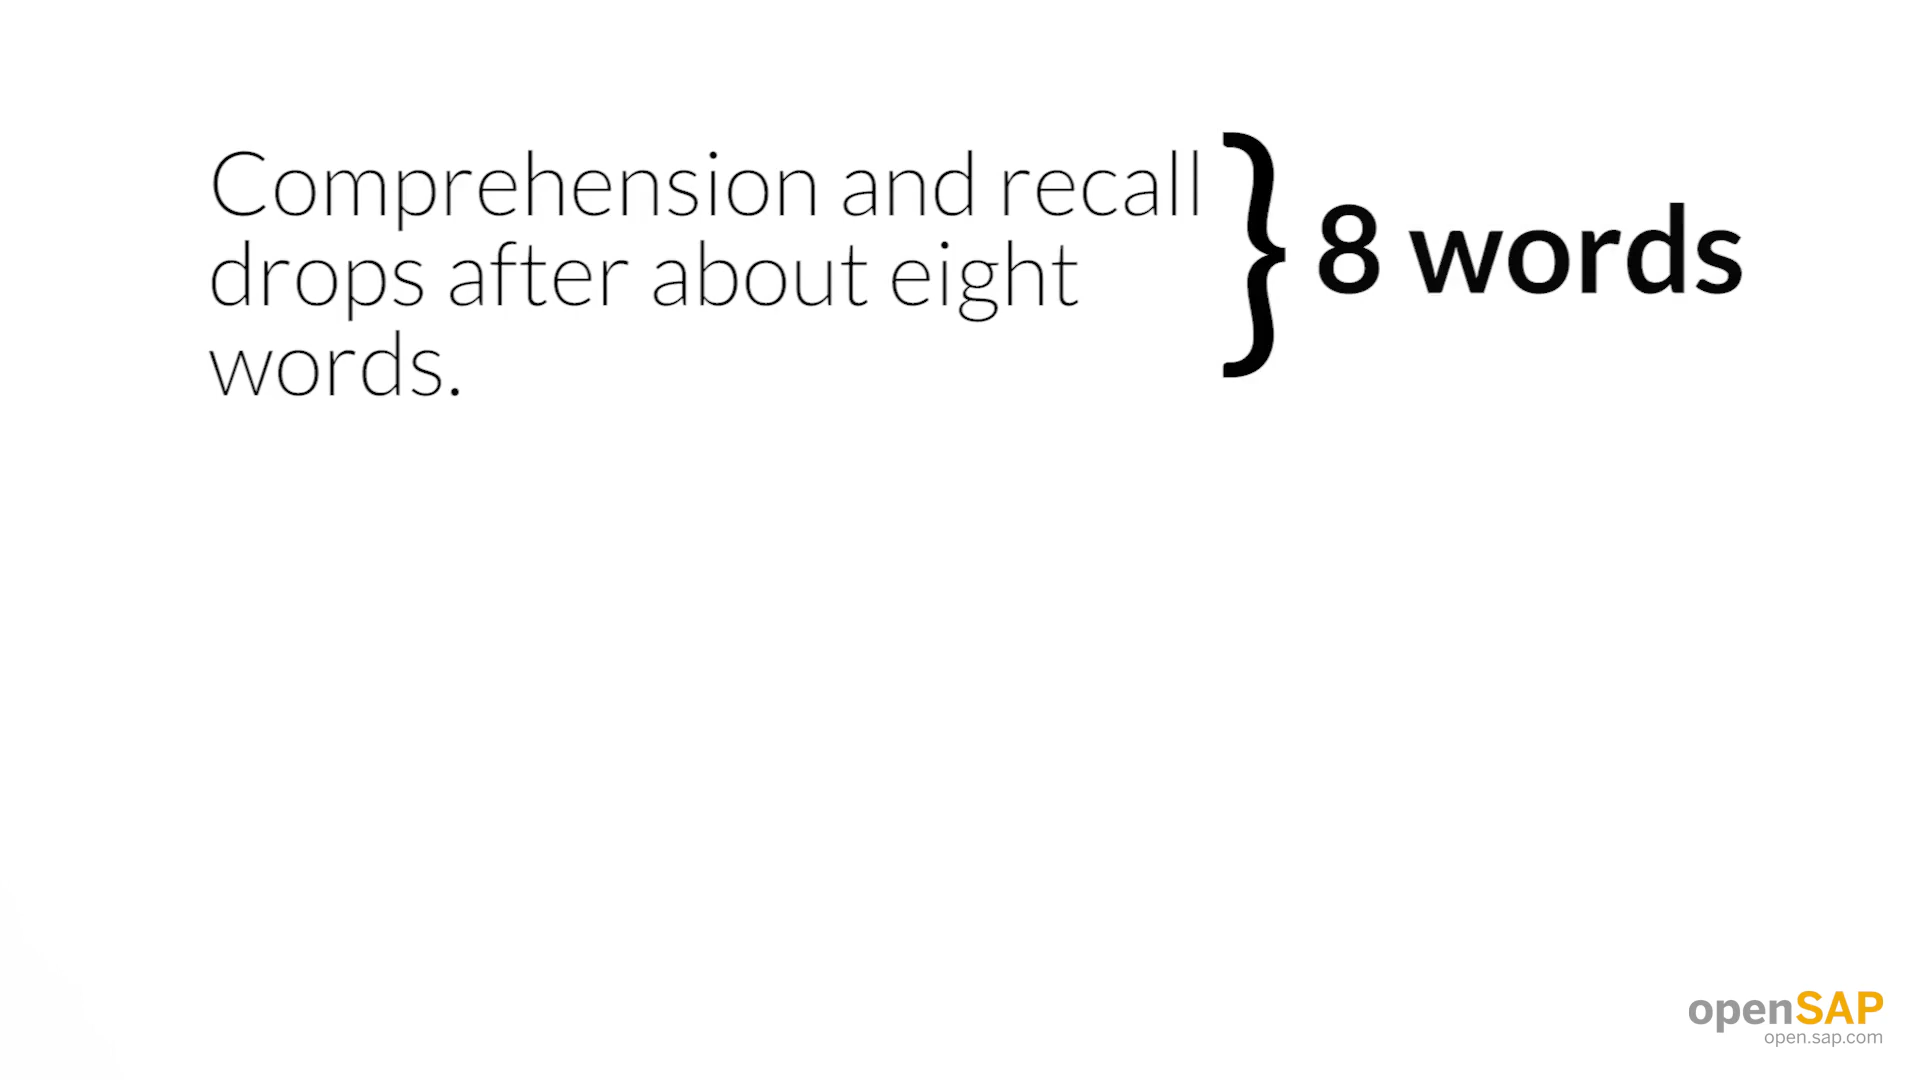 Comprehension and recall
drops after about eight
words.
} 8 words
openSAP
open.sap.com